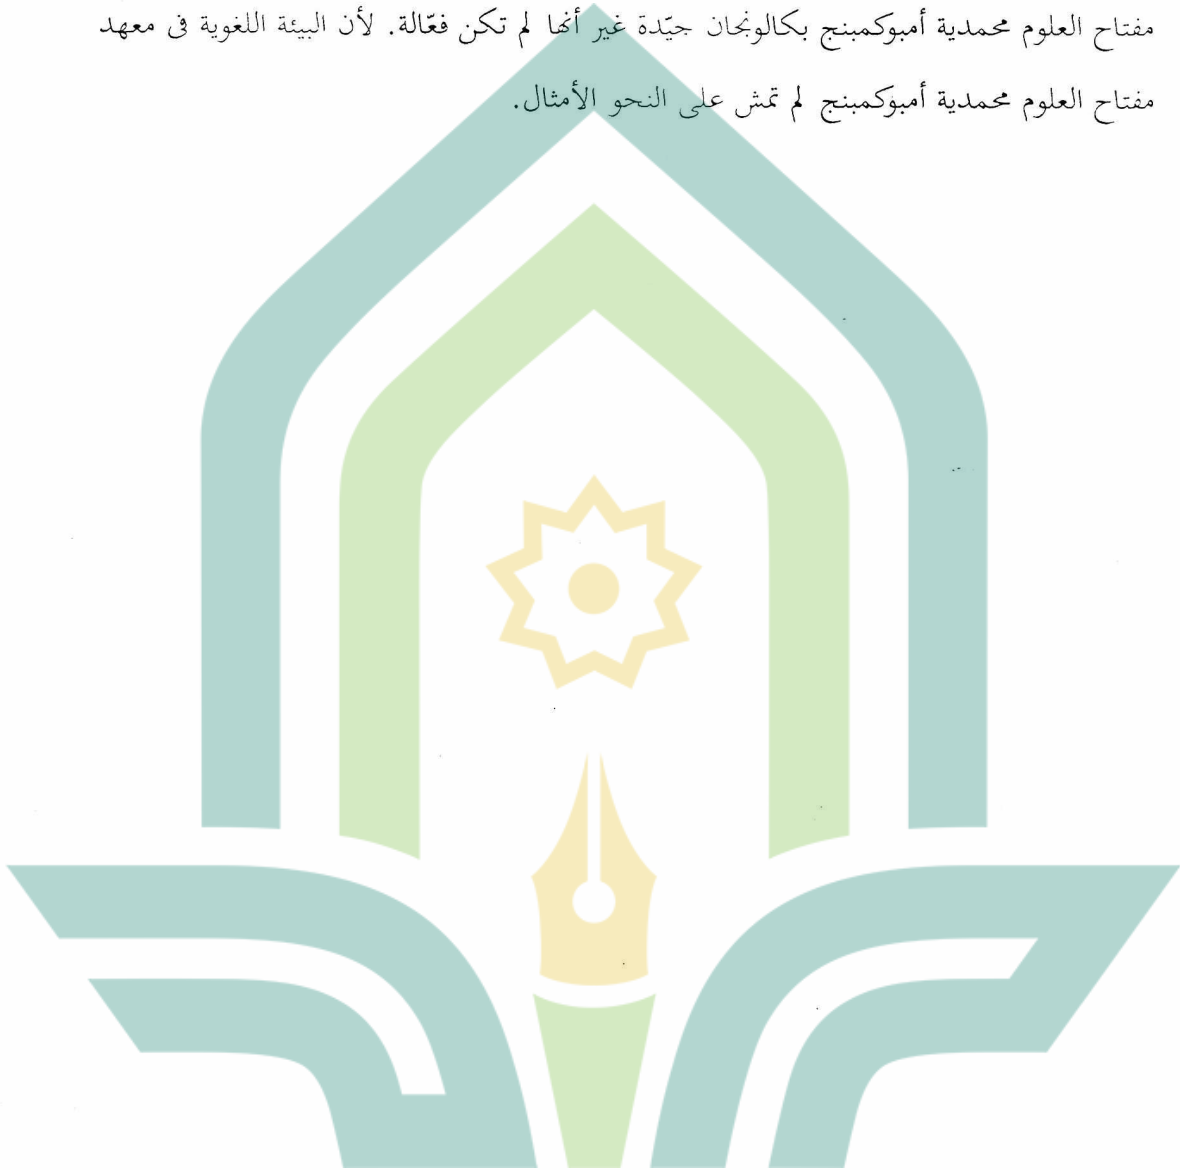 مفتاح العلوم محمدية أمبوكمبنج بكالونجان جيّدة غير أنها لم تكن فعّالة. لأن البيئة اللغوية فى معهد
مفتاح العلوم محمدية أمبوكمبنج لم تمش على النحو الأمثال.